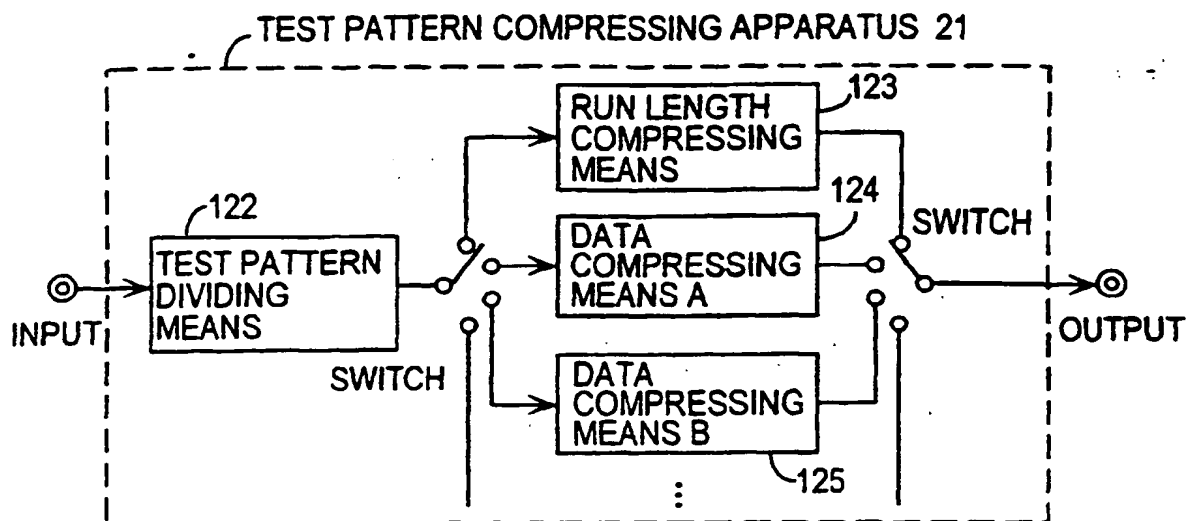 TEST PATTERN COMPRESSING APPARATUS 21
RUN LENGTH
COMPRESSING
MEANS
123
122
TEST PATTERN
DIVIDING
MEANS
INPUT
SWITCH
DATA
COMPRESSING
MEANS A
124
SWITCH
OUTPUT
DATA
COMPRESSING
MEANS B
125